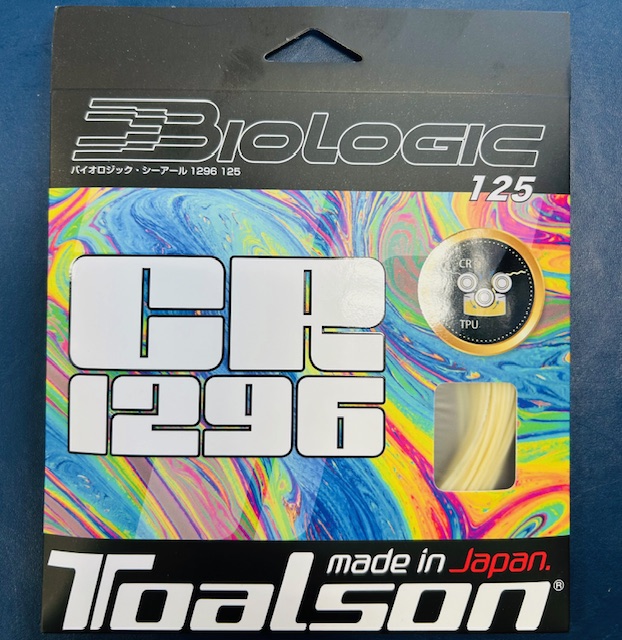 BIOLOGIC
バイオロジック・シーアール 1296 125
125
CR
1296
CR
TPU
made in Japan.
Toalson®